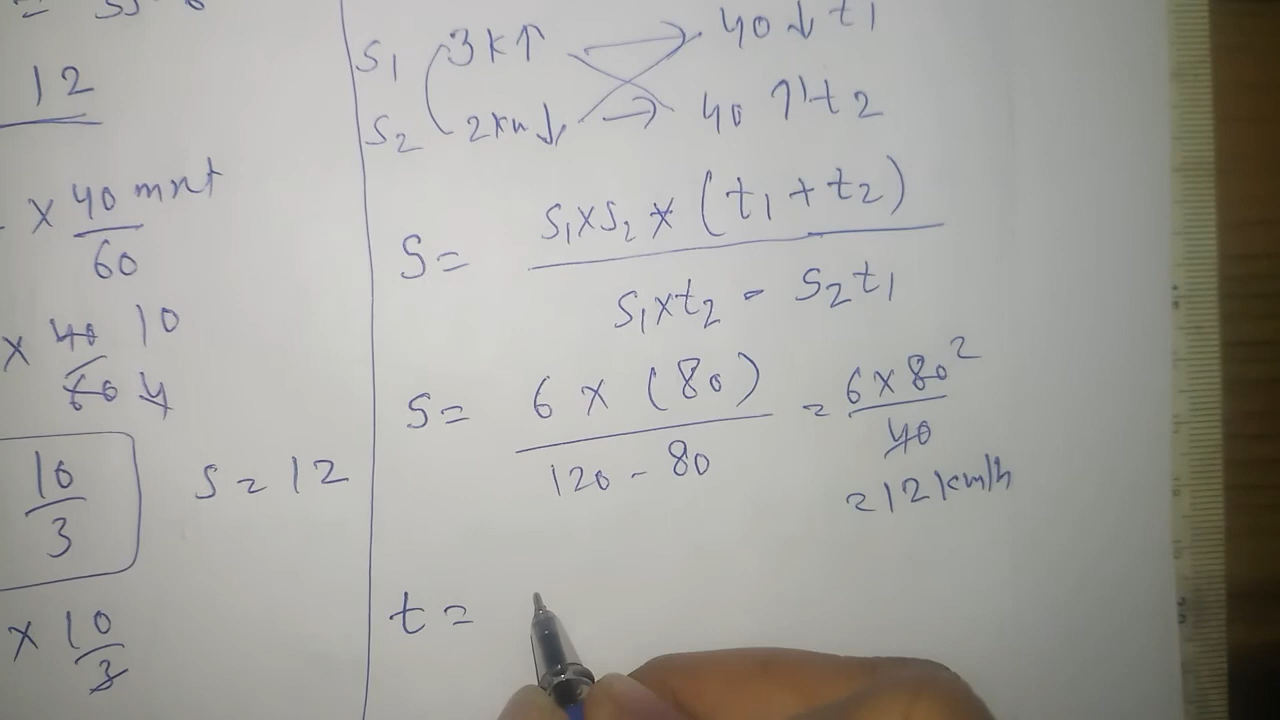 12
x 40 mnt
60
x 40 10
60 4
10
3
s = 12
x 10
3
S1 3k↑ → 40 ↓ t1
S2 2km↓ → 40 ↑ t2
S = S1xS2 x (t1 + t2)
S1xt2 - S2t1
S = 6 x (80) = 6 x 80 2
120 - 80 40
= 12 km/h
t =